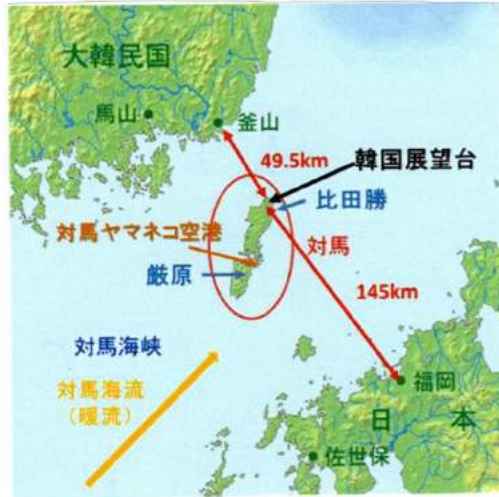 大韓民国
馬山
釜山
49.5km
韓国展望台
比田勝
対馬ヤマネコ空港
対馬
厳原
145km
対馬海峡
対馬海流
（暖流）
福岡
日本
佐世保